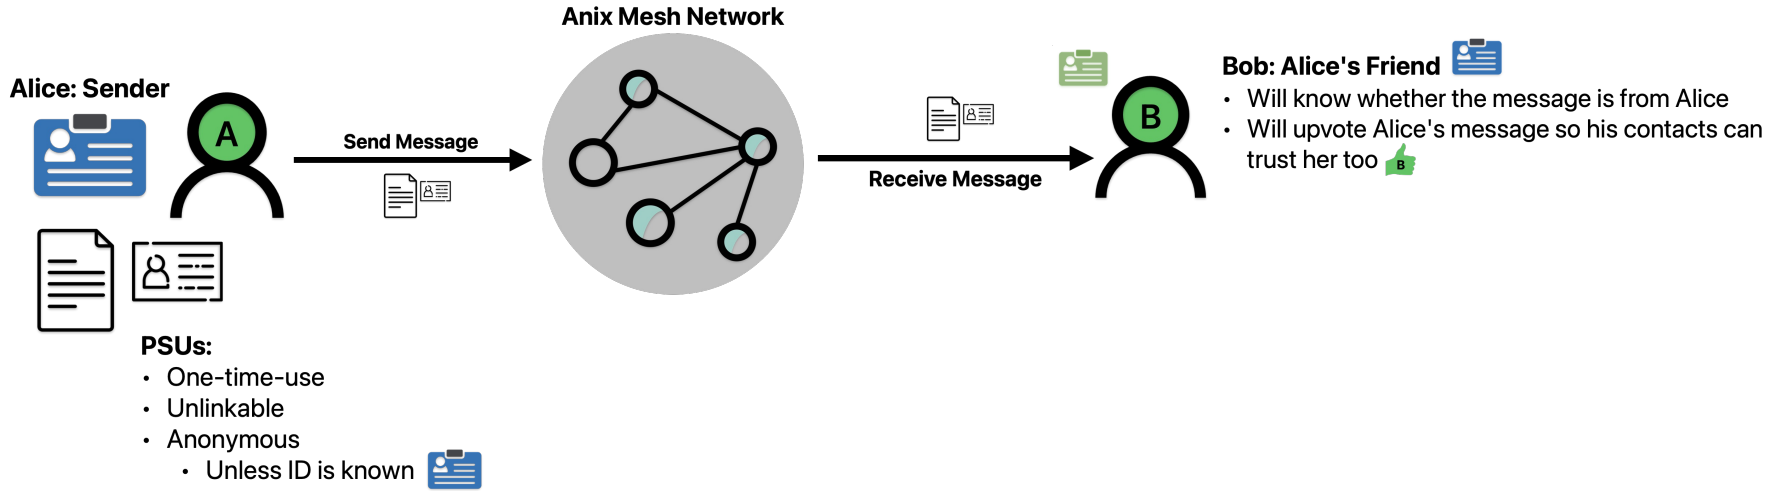 Anix Mesh Network
Alice: Sender
A
Send Message
Receive Message
B
Bob: Alice's Friend
• Will know whether the message is from Alice
• Will upvote Alice's message so his contacts can
trust her too
B
PSUs:
• One-time-use
• Unlinkable
• Anonymous
• Unless ID is known